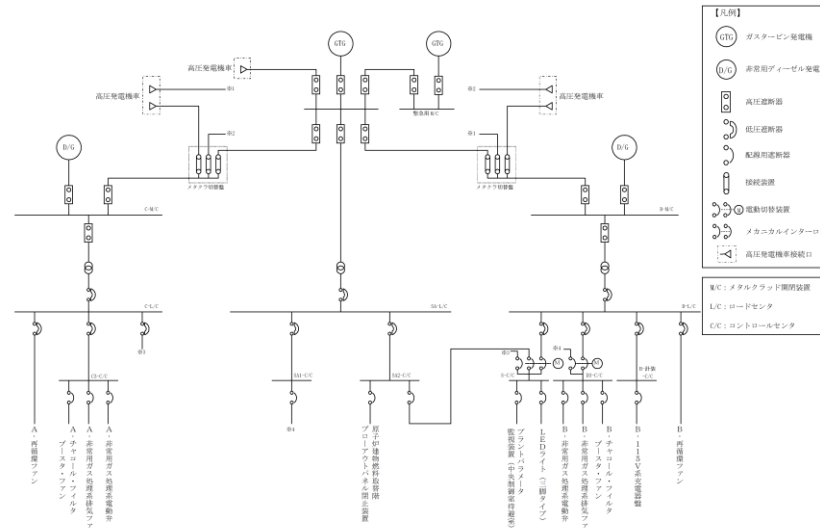 GTG
GTG
高圧発電機車
高圧発電機車
※1
緊急用M/C
※2
高圧発電機車
※2
※1
D/G
D/G
メタクラ切替盤
メタクラ切替盤
C-M/C
D-M/C
C-L/C
SA-L/C
D-L/C
※3
※3
※4
M
M
SA1-C/C
SA2-C/C
B-計装
-C/C
※4
A-再循環ファン
A-チャコール・フィルタ
ブースタ・ファン
A-非常用ガス処理系排気ファ
A-非常用ガス処理系電動弁
原子炉建物燃料取替階
ブローアウトパネル閉止装置
プラントパラメータ
監視装置（中央制御室待避室）
LEDライト（三脚タイプ）
B-非常用ガス処理系電動弁
B-非常用ガス処理系排気ファ
B-チャコール・フィルタ
ブースタ・ファン
B-115V系充電器盤
B-再循環ファン
【凡例】
GTG
ガスタービン発電機
D/G
非常用ディーゼル発電
高圧遮断器
低圧遮断器
配線用遮断器
接続装置
電動切替装置
メカニカルインターロ
高圧発電機車接続口
M/C：メタルクラッド開閉装置
L/C：ロードセンタ
C/C：コントロールセンタ